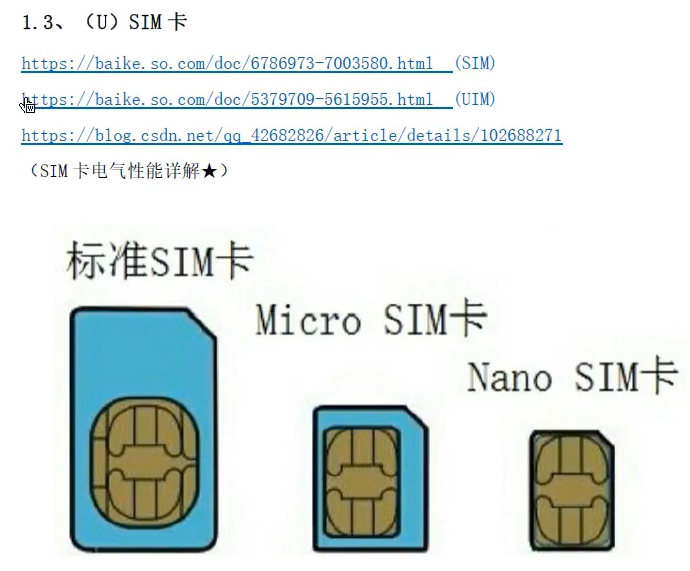 1.3、（U）SIM 卡
https://baike.so.com/doc/6786973-7003580.html (SIM)
https://baike.so.com/doc/5379709-5615955.html (UIM)
https://blog.csdn.net/qq_42682826/article/details/102688271
（SIM 卡电气性能详解★）
标准SIM卡
Micro SIM卡
Nano SIM卡